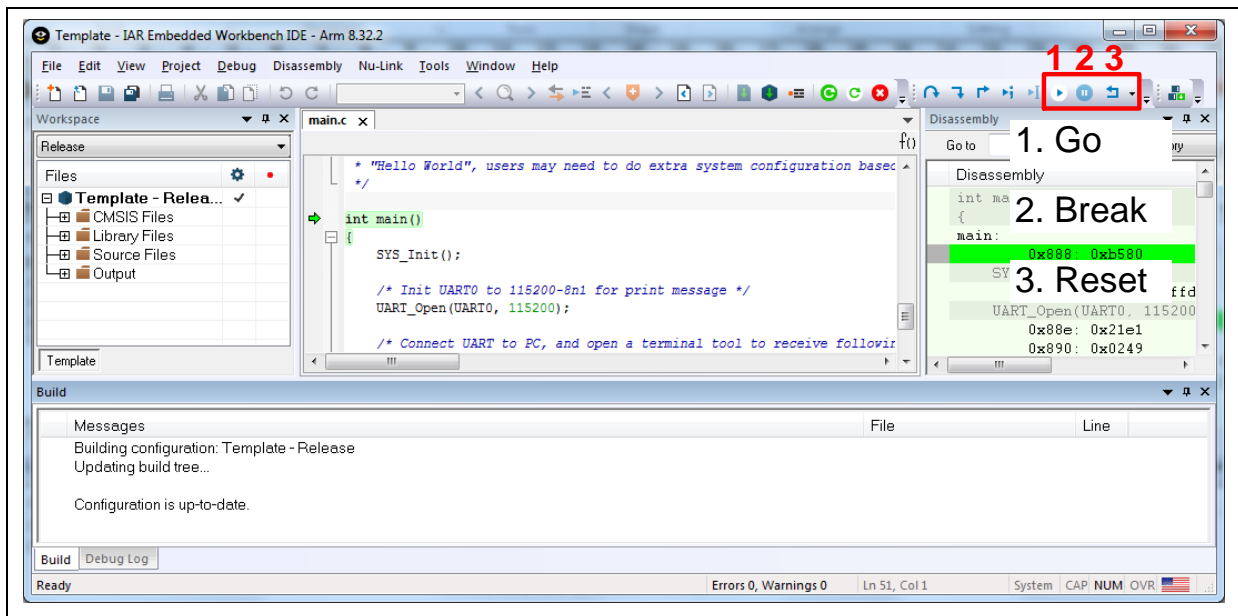 Template - IAR Embedded Workbench IDE - Arm 8.32.2
File Edit View Project Debug Disassembly Nu-Link Tools Window Help
1 2 3
Workspace
main.c
Disassembly
Release
f()
Go to
1. Go
Files
Template - Relea...
CMSIS Files
Library Files
Source Files
Output
Template
* "Hello World", users may need to do extra system configuration based
*/
int main()
{
SYS_Init();
/* Init UART0 to 115200-8n1 for print message */
UART_Open(UART0, 115200);
/* Connect UART to PC, and open a terminal tool to receive
Disassembly
int
{
2. Break
main:
0x888: 0xb580
3. Reset
UART_Open(UART0, 115200
0x88e: 0x21e1
0x890: 0x0249
Build
Messages File Line
Building configuration: Template - Release
Updating build tree...
Configuration is up-to-date.
Build Debug Log
Ready Errors 0, Warnings 0 Ln 51, Col 1 System CAP NUM OVR